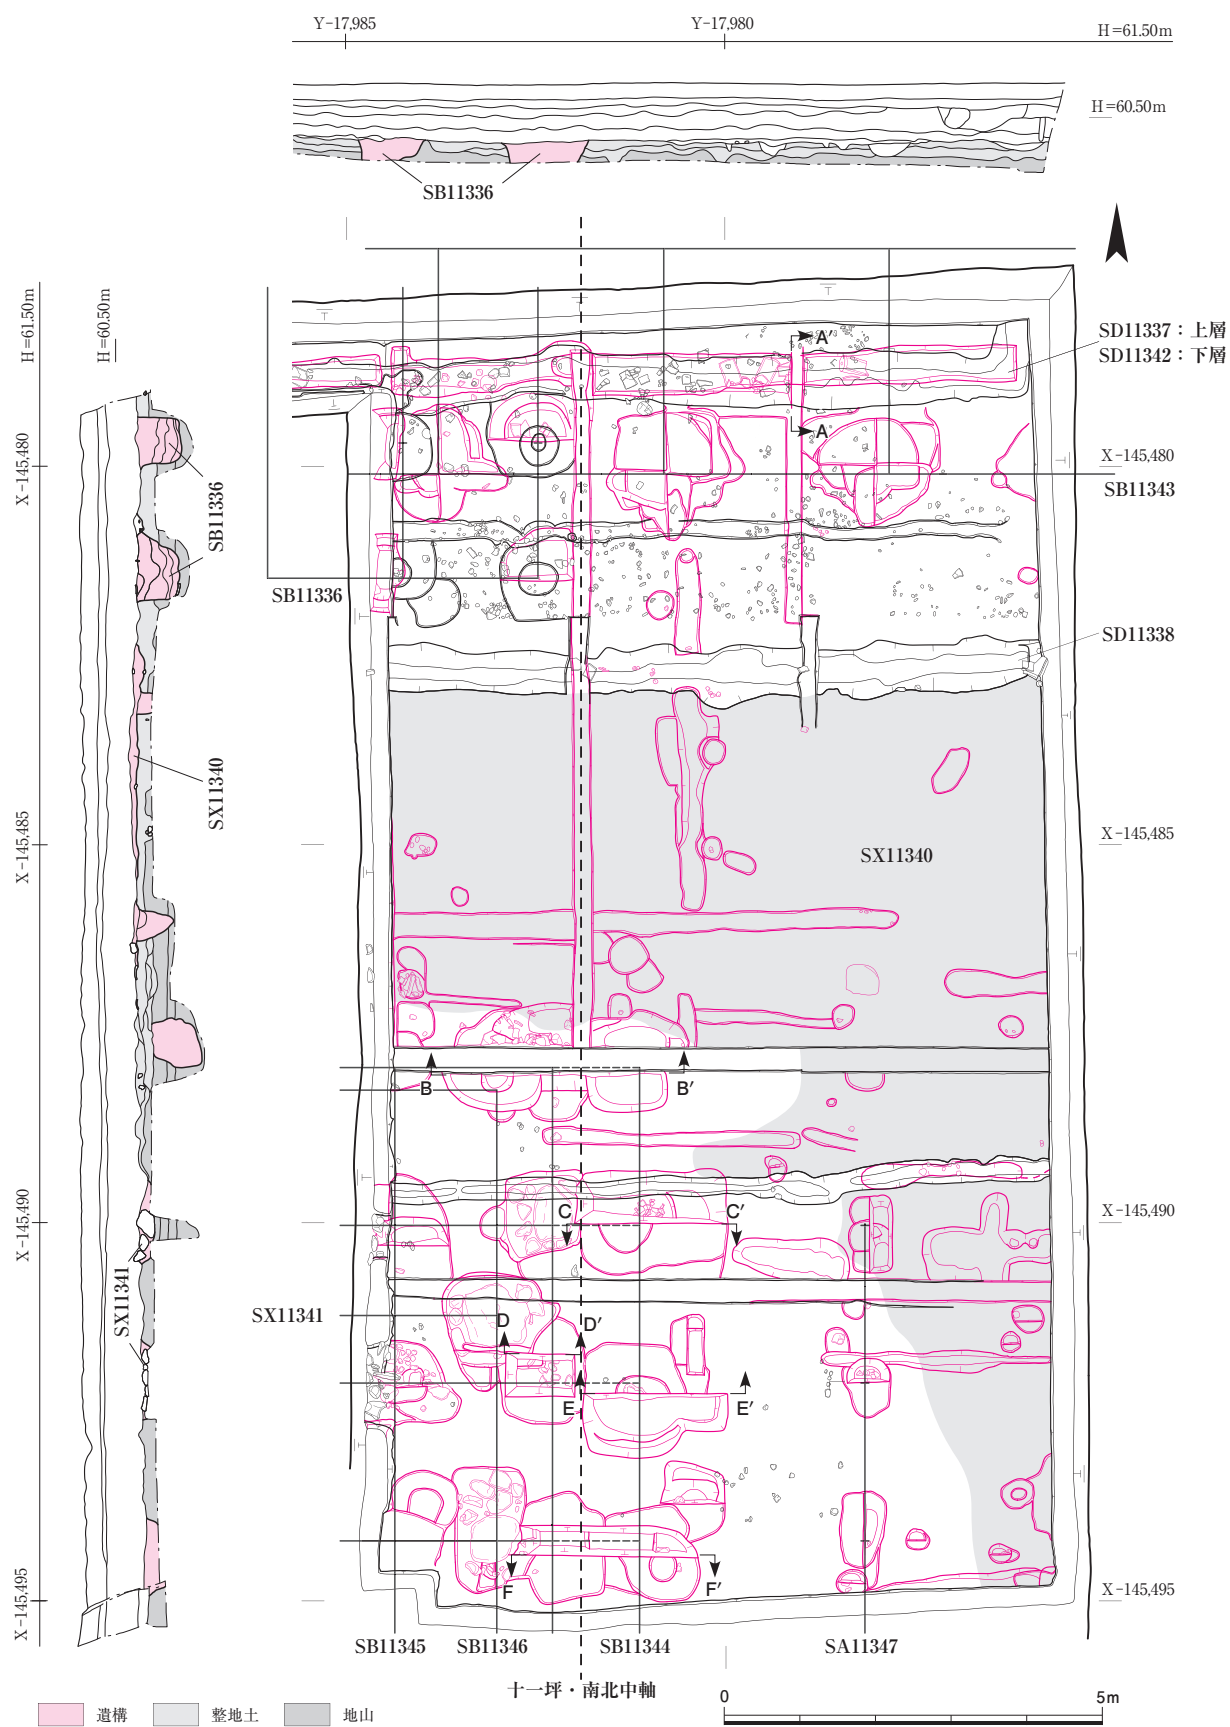 Y-17,985
Y-17,980
H=61.50m
H=60.50m
SB11336
H=61.50m
H=60.50m
SD11337：上層
SD11342：下層
A′
A
X-145,480
X-145,480
SB11343
SB11336
SB11336
SD11338
SX11340
X-145,485
X-145,485
SX11340
B
B′
X-145,490
X-145,490
C
C′
SX11341
SX11341
D
D′
E
E′
F
F′
X-145,495
X-145,495
SB11345
SB11346
SB11344
SA11347
十一坪・南北中軸
遺構
整地土
地山
0
5m